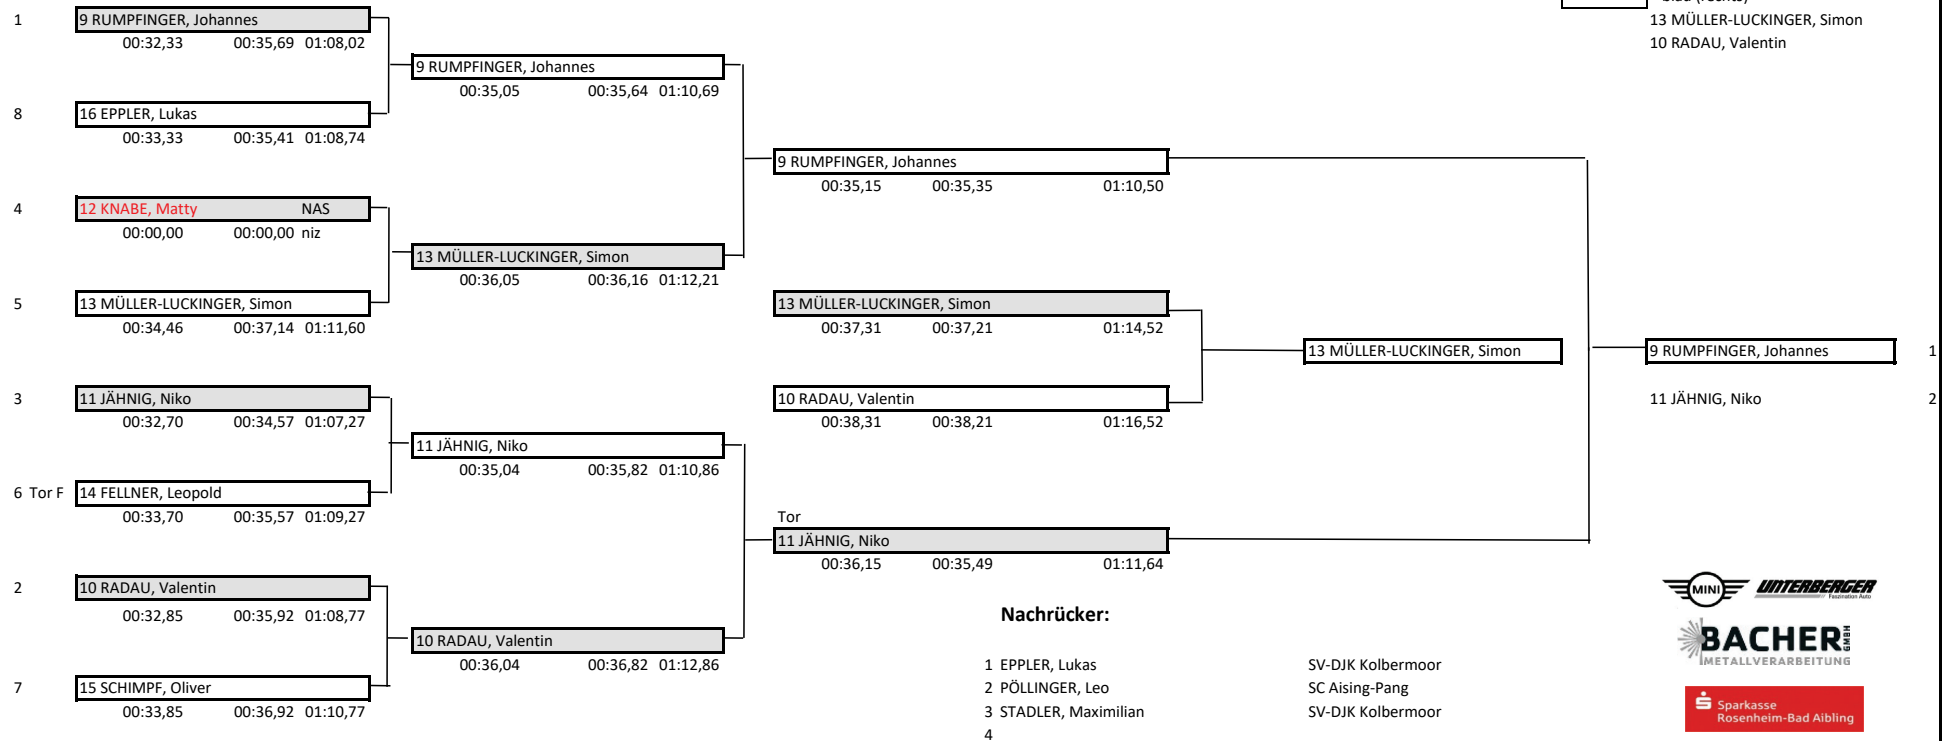 blau (rechts)
1 9 RUMPFINGER, Johannes
13 MÜLLER-LUCKINGER, Simon
00:32,33 00:35,69 01:08,02
10 RADAU, Valentin
9 RUMPFINGER, Johannes
00:35,05 00:35,64 01:10,69
8 16 EPPLER, Lukas
00:33,33 00:35,41 01:08,74
9 RUMPFINGER, Johannes
00:35,15 00:35,35 01:10,50
4 12 KNABE, Matty NAS
00:00,00 00:00,00 niz
13 MÜLLER-LUCKINGER, Simon
00:36,05 00:36,16 01:12,21
5 13 MÜLLER-LUCKINGER, Simon
00:34,46 00:37,14 01:11,60
13 MÜLLER-LUCKINGER, Simon
00:37,31 00:37,21 01:14,52
13 MÜLLER-LUCKINGER, Simon
9 RUMPFINGER, Johannes 1
3 11 JÄHNIG, Niko
00:32,70 00:34,57 01:07,27
10 RADAU, Valentin
00:38,31 00:38,21 01:16,52
11 JÄHNIG, Niko 2
11 JÄHNIG, Niko
00:35,04 00:35,82 01:10,86
6 Tor F 14 FELLNER, Leopold
00:33,70 00:35,57 01:09,27
Tor
11 JÄHNIG, Niko
00:36,15 00:35,49 01:11,64
2 10 RADAU, Valentin
00:32,85 00:35,92 01:08,77
10 RADAU, Valentin
00:36,04 00:36,82 01:12,86
7 15 SCHIMPF, Oliver
00:33,85 00:36,92 01:10,77
Nachrücker:
1 EPPLER, Lukas SV-DJK Kolbermoor
2 PÖLLINGER, Leo SC Aising-Pang
3 STADLER, Maximilian SV-DJK Kolbermoor
4
MINI UNTERBERGER
Faszination Auto
BACHER GMBH
METALLVERARBEITUNG
Sparkasse
Rosenheim-Bad Aibling